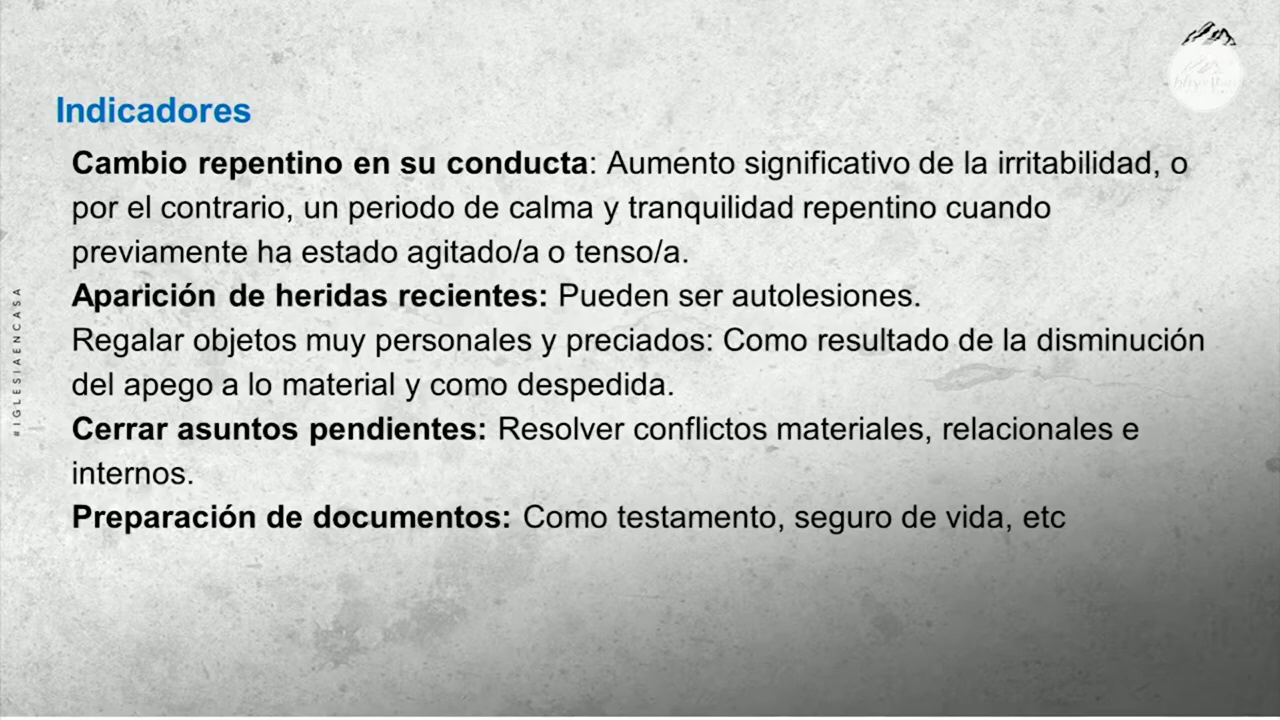 Indicadores
Cambio repentino en su conducta: Aumento significativo de la irritabilidad, o
por el contrario, un periodo de calma y tranquilidad repentino cuando
previamente ha estado agitado/a o tenso/a.
Aparición de heridas recientes: Pueden ser autolesiones.
Regalar objetos muy personales y preciados: Como resultado de la disminución
del apego a lo material y como despedida.
Cerrar asuntos pendientes: Resolver conflictos materiales, relacionales e
internos.
Preparación de documentos: Como testamento, seguro de vida, etc
#IGLESIAENCASA